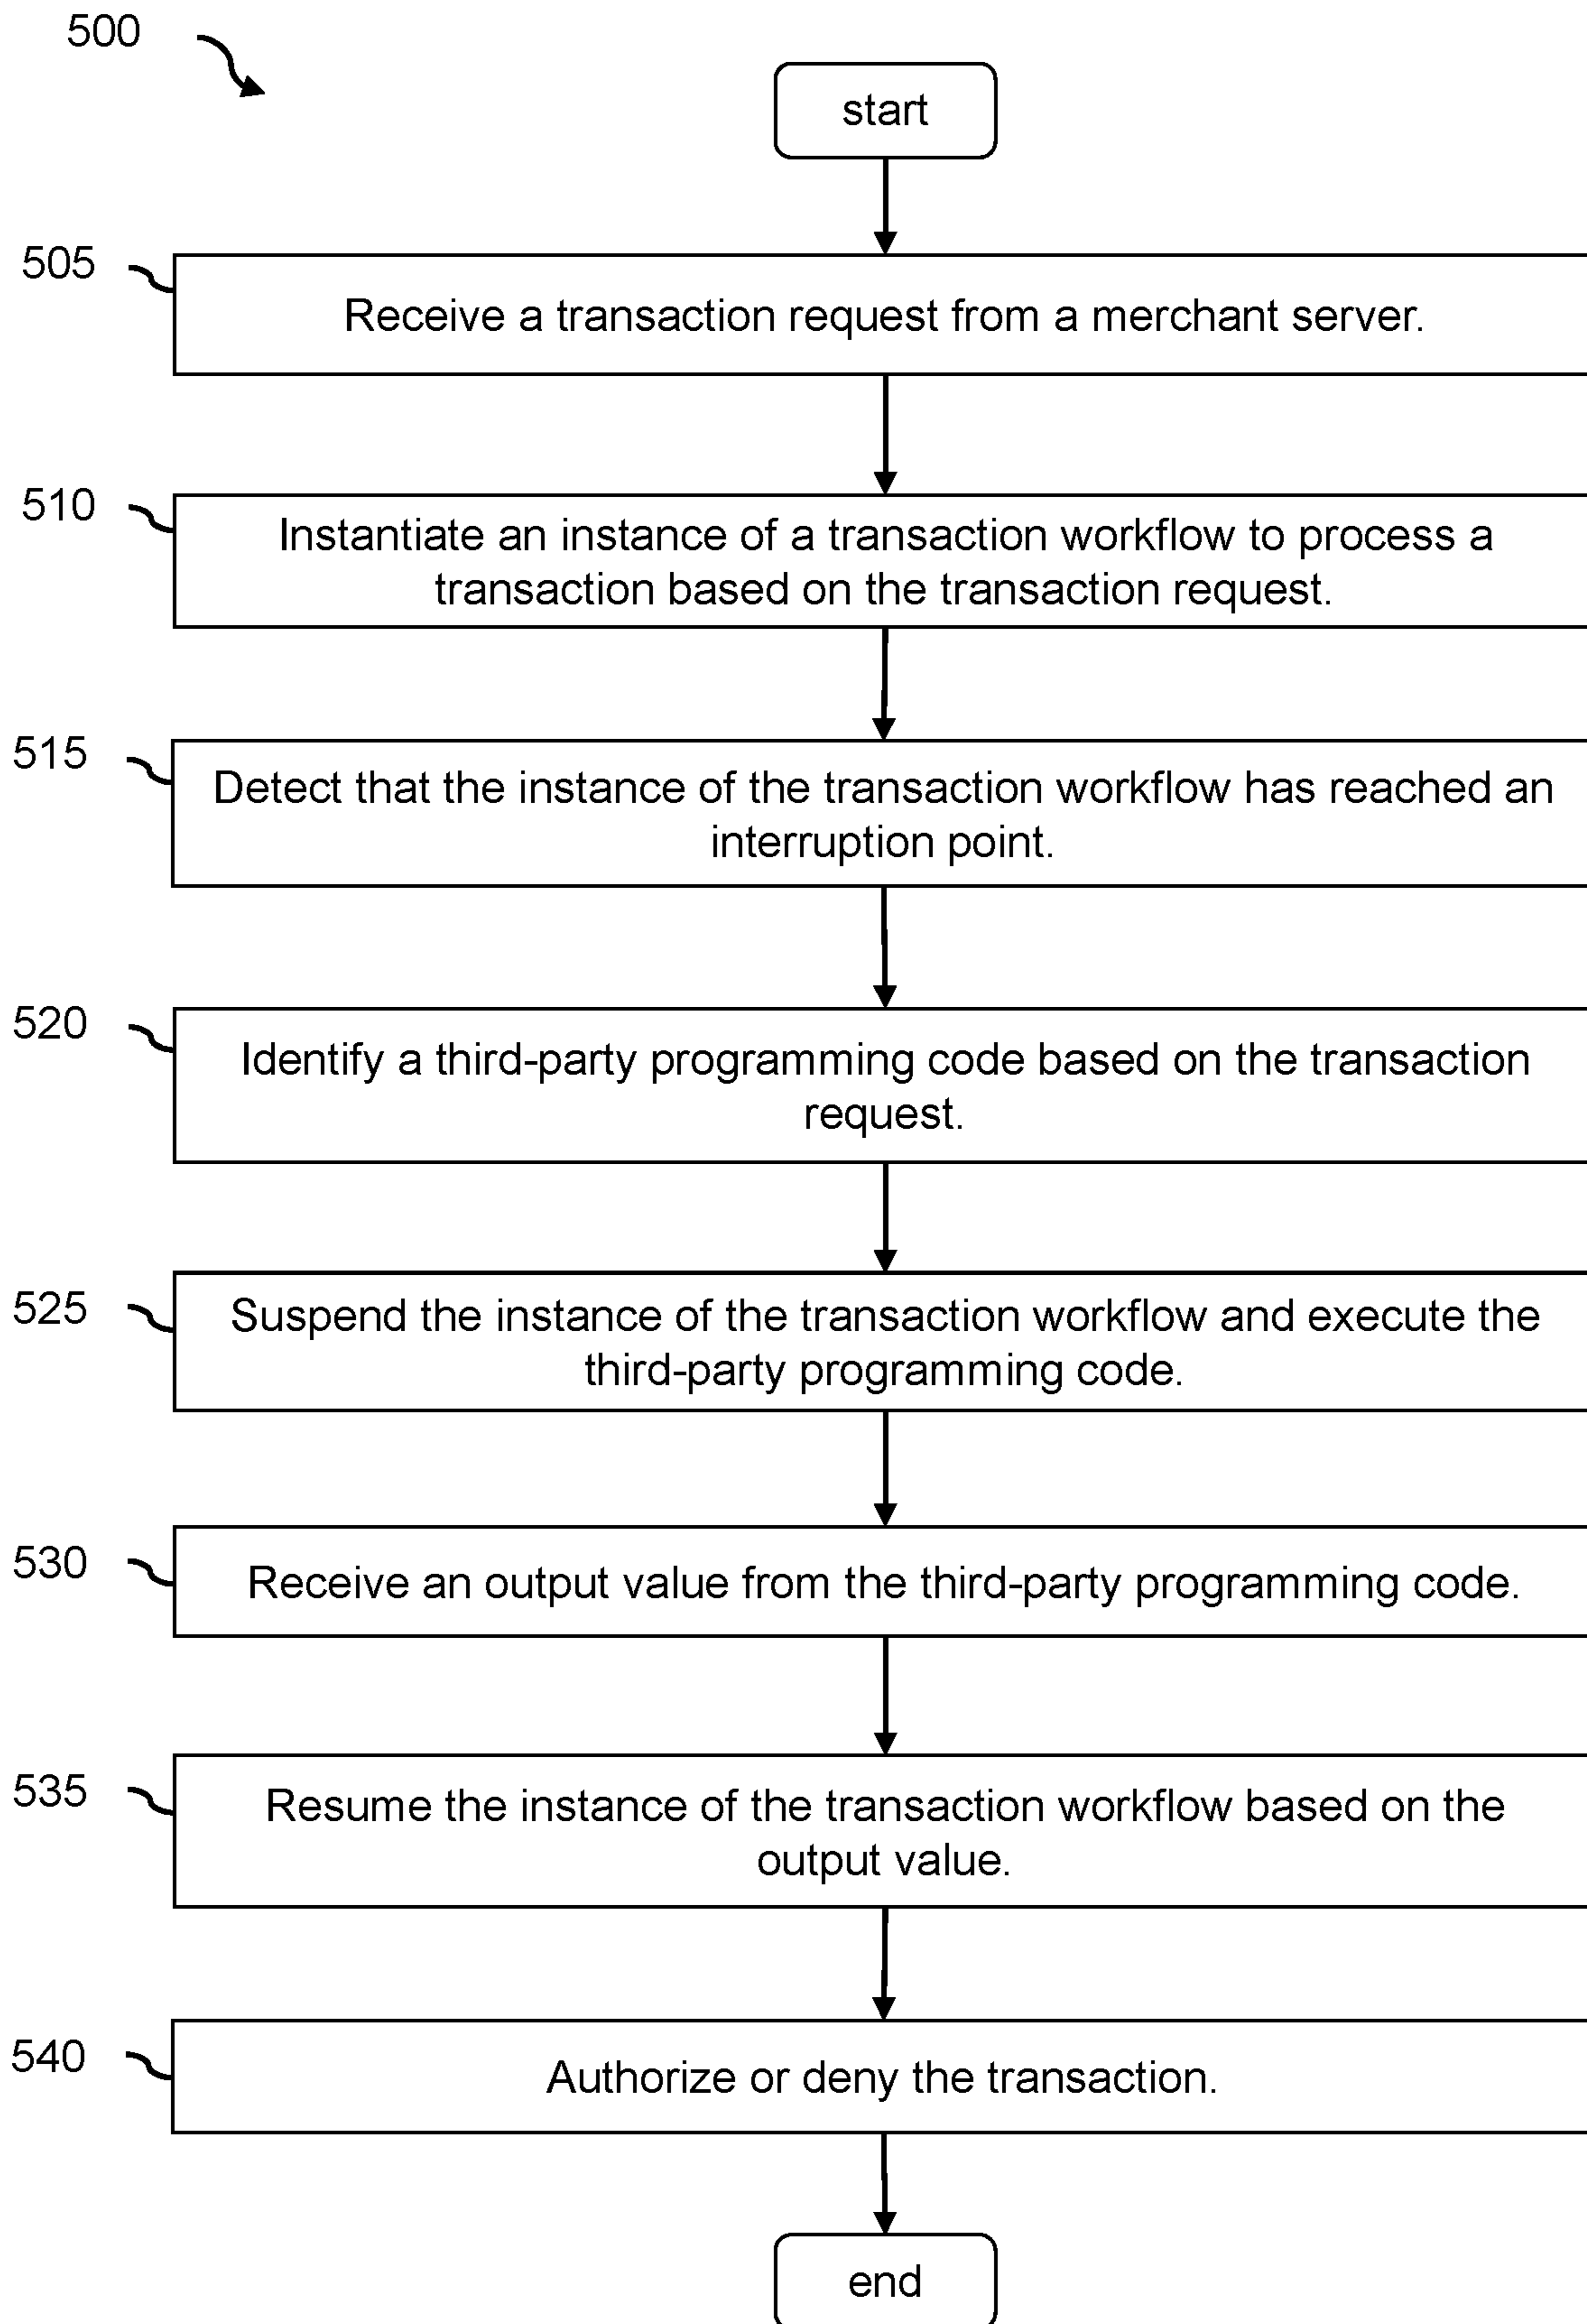 500
start
505
Receive a transaction request from a merchant server.
510
Instantiate an instance of a transaction workflow to process a
transaction based on the transaction request.
515
Detect that the instance of the transaction workflow has reached an
interruption point.
520
Identify a third-party programming code based on the transaction
request.
525
Suspend the instance of the transaction workflow and execute the
third-party programming code.
530
Receive an output value from the third-party programming code.
535
Resume the instance of the transaction workflow based on the
output value.
540
Authorize or deny the transaction.
end